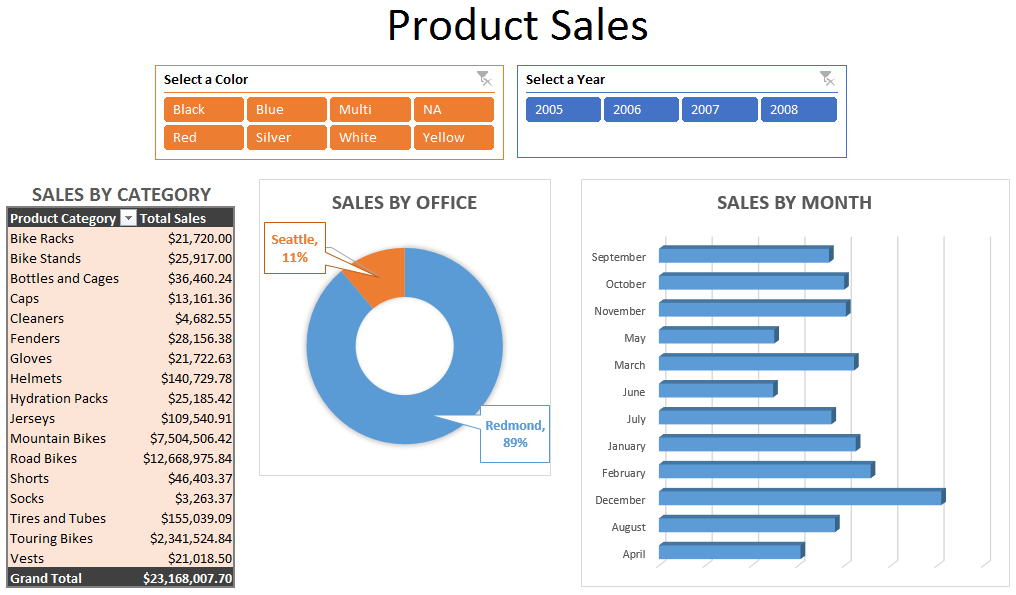 Product Sales
Select a Color
Black Blue Multi NA
Red Silver White Yellow
Select a Year
2005 2006 2007 2008
SALES BY CATEGORY
Product Category Total Sales
Bike Racks $21,720.00
Bike Stands $25,917.00
Bottles and Cages $36,460.24
Caps $13,161.36
Cleaners $4,682.55
Fenders $28,156.38
Gloves $21,722.63
Helmets $140,729.78
Hydration Packs $25,185.42
Jerseys $109,540.91
Mountain Bikes $7,504,506.42
Road Bikes $12,668,975.84
Shorts $46,403.37
Socks $3,263.37
Tires and Tubes $155,039.09
Touring Bikes $2,341,524.84
Vests $21,018.50
Grand Total $23,168,007.70
SALES BY OFFICE
Seattle,
11%
Redmond,
89%
SALES BY MONTH
September
October
November
May
March
June
July
January
February
December
August
April